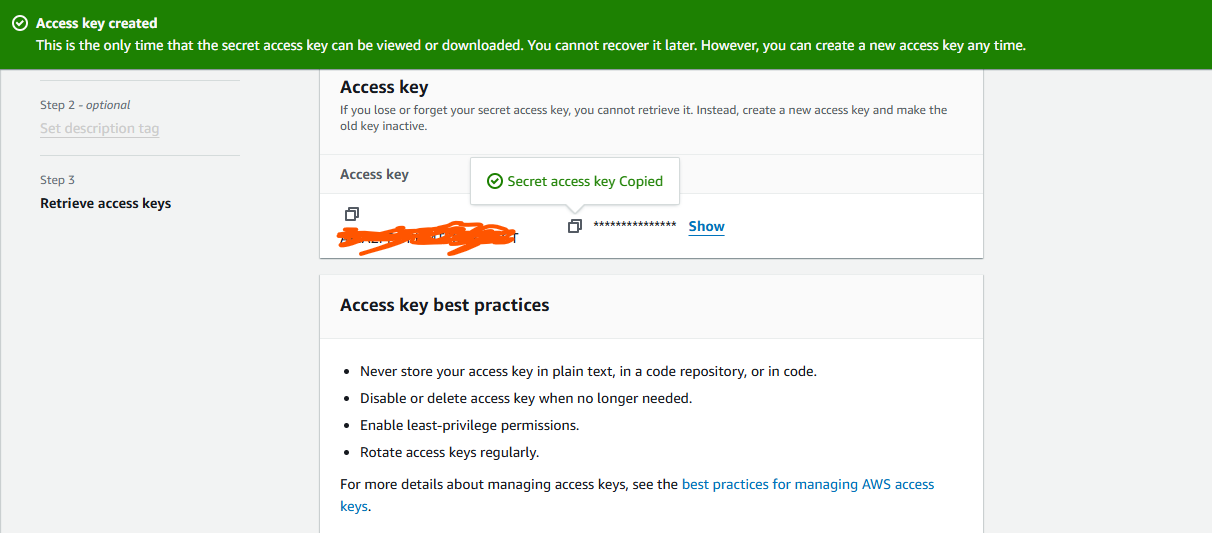 Access key created
This is the only time that the secret access key can be viewed or downloaded. You cannot recover it later. However, you can create a new access key any time.
Step 2 - optional
Set description tag
Step 3
Retrieve access keys
Access key
If you lose or forget your secret access key, you cannot retrieve it. Instead, create a new access key and make the
old key inactive.
Access key
Secret access key Copied
*************** Show
Access key best practices
Never store your access key in plain text, in a code repository, or in code.
Disable or delete access key when no longer needed.
Enable least-privilege permissions.
Rotate access keys regularly.
For more details about managing access keys, see the best practices for managing AWS access
keys.